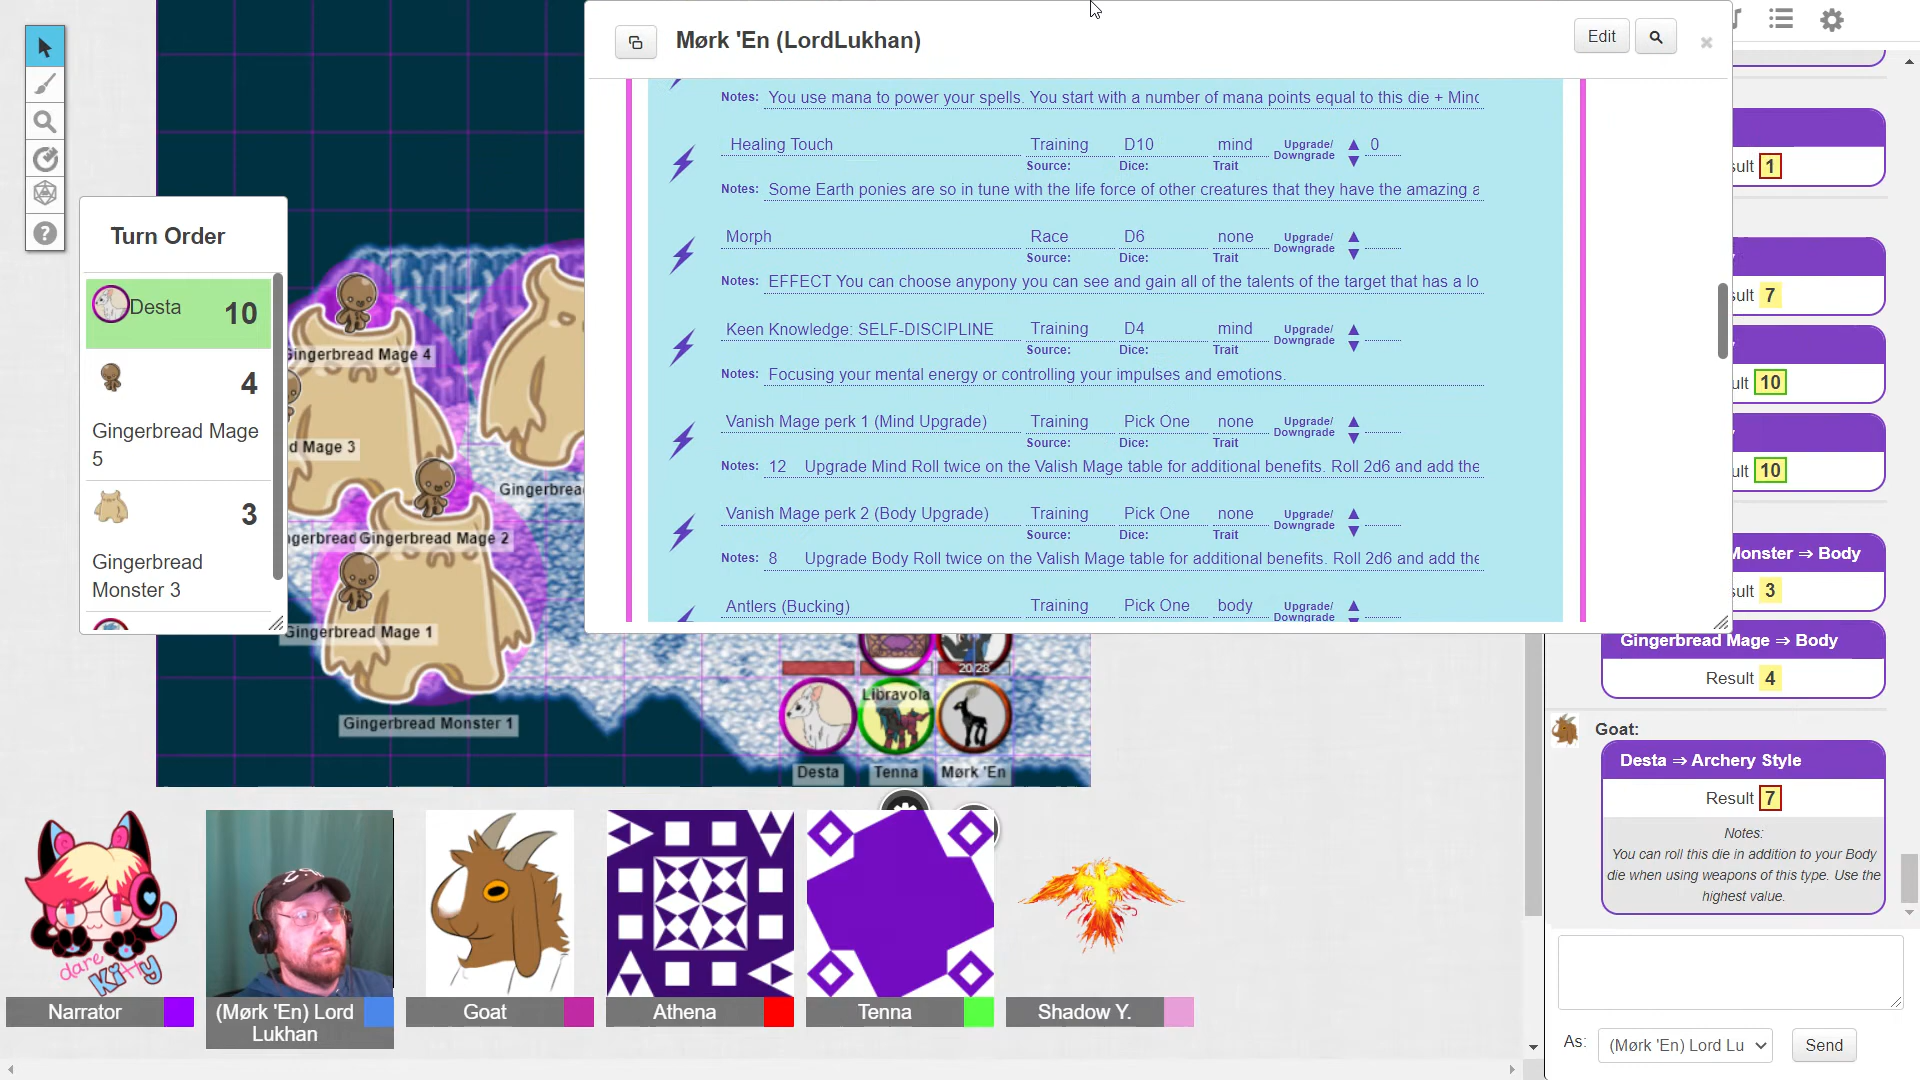 Mørk 'En (LordLukhan)
Edit
Notes: You use mana to power your spells. You start with a number of mana points equal to this die + Mind
Healing Touch Training D10 mind Upgrade/ Downgrade 0
Source: Dice: Trait
Notes: Some Earth ponies are so in tune with the life force of other creatures that they have the amazing a
Morph Race D6 none Upgrade/ Downgrade
Source: Dice: Trait
Notes: EFFECT You can choose anypony you can see and gain all of the talents of the target that has a lo
Keen Knowledge: SELF-DISCIPLINE Training D4 mind Upgrade/ Downgrade
Source: Dice: Trait
Notes: Focusing your mental energy or controlling your impulses and emotions.
Vanish Mage perk 1 (Mind Upgrade) Training Pick One none Upgrade/ Downgrade
Source: Dice: Trait
Notes: 12 Upgrade Mind Roll twice on the Valish Mage table for additional benefits. Roll 2d6 and add the
Vanish Mage perk 2 (Body Upgrade) Training Pick One none Upgrade/ Downgrade
Source: Dice: Trait
Notes: 8 Upgrade Body Roll twice on the Valish Mage table for additional benefits. Roll 2d6 and add the
Antlers (Bucking) Training Pick One body Upgrade/ Downgrade
Turn Order
Desta 10
4
Gingerbread Mage 5
3
Gingerbread Monster 3
Gingerbread Mage 4
d Mage 3
Gingerbrea
gerbread
Gingerbread Mage 2
Gingerbread Mage 1
Gingerbread Monster 1
20/28
Libravola
Desta
Tenna
Mørk 'En
sult 1
sult 7
ult 10
ult 10
Monster ⇒ Body
sult 3
Gingerbread Mage ⇒ Body
Result 4
Goat:
Desta ⇒ Archery Style
Result 7
Notes:
You can roll this die in addition to your Body
die when using weapons of this type. Use the
highest value.
As: (Mørk 'En) Lord Lu
Send
dare Kitty
Narrator
(Mørk 'En) Lord
Lukhan
Goat
Athena
Tenna
Shadow Y.